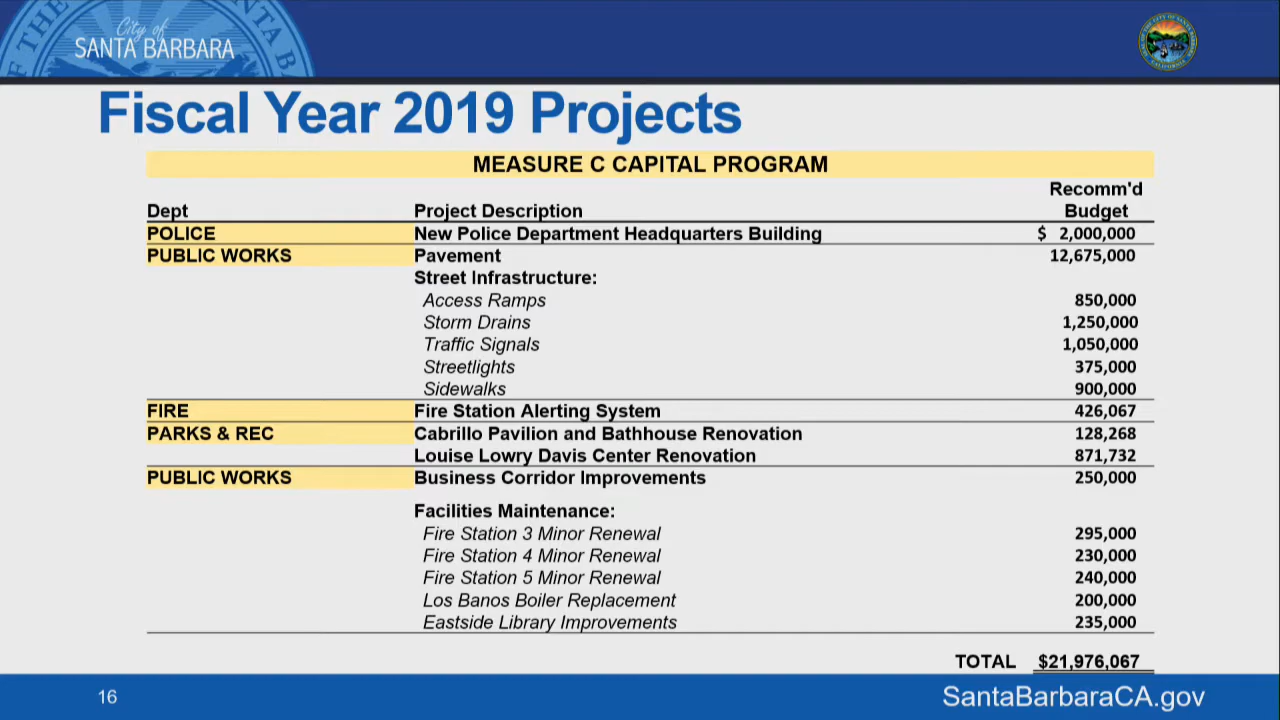 City of
SANTA BARBARA
Fiscal Year 2019 Projects
MEASURE C CAPITAL PROGRAM
Recomm'd
Dept Project Description Budget
POLICE New Police Department Headquarters Building $ 2,000,000
PUBLIC WORKS Pavement 12,675,000
Street Infrastructure:
Access Ramps 850,000
Storm Drains 1,250,000
Traffic Signals 1,050,000
Streetlights 375,000
Sidewalks 900,000
FIRE Fire Station Alerting System 426,067
PARKS & REC Cabrillo Pavilion and Bathhouse Renovation 128,268
Louise Lowry Davis Center Renovation 871,732
PUBLIC WORKS Business Corridor Improvements 250,000
Facilities Maintenance:
Fire Station 3 Minor Renewal 295,000
Fire Station 4 Minor Renewal 230,000
Fire Station 5 Minor Renewal 240,000
Los Banos Boiler Replacement 200,000
Eastside Library Improvements 235,000
TOTAL $21,976,067
16 SantaBarbaraCA.gov